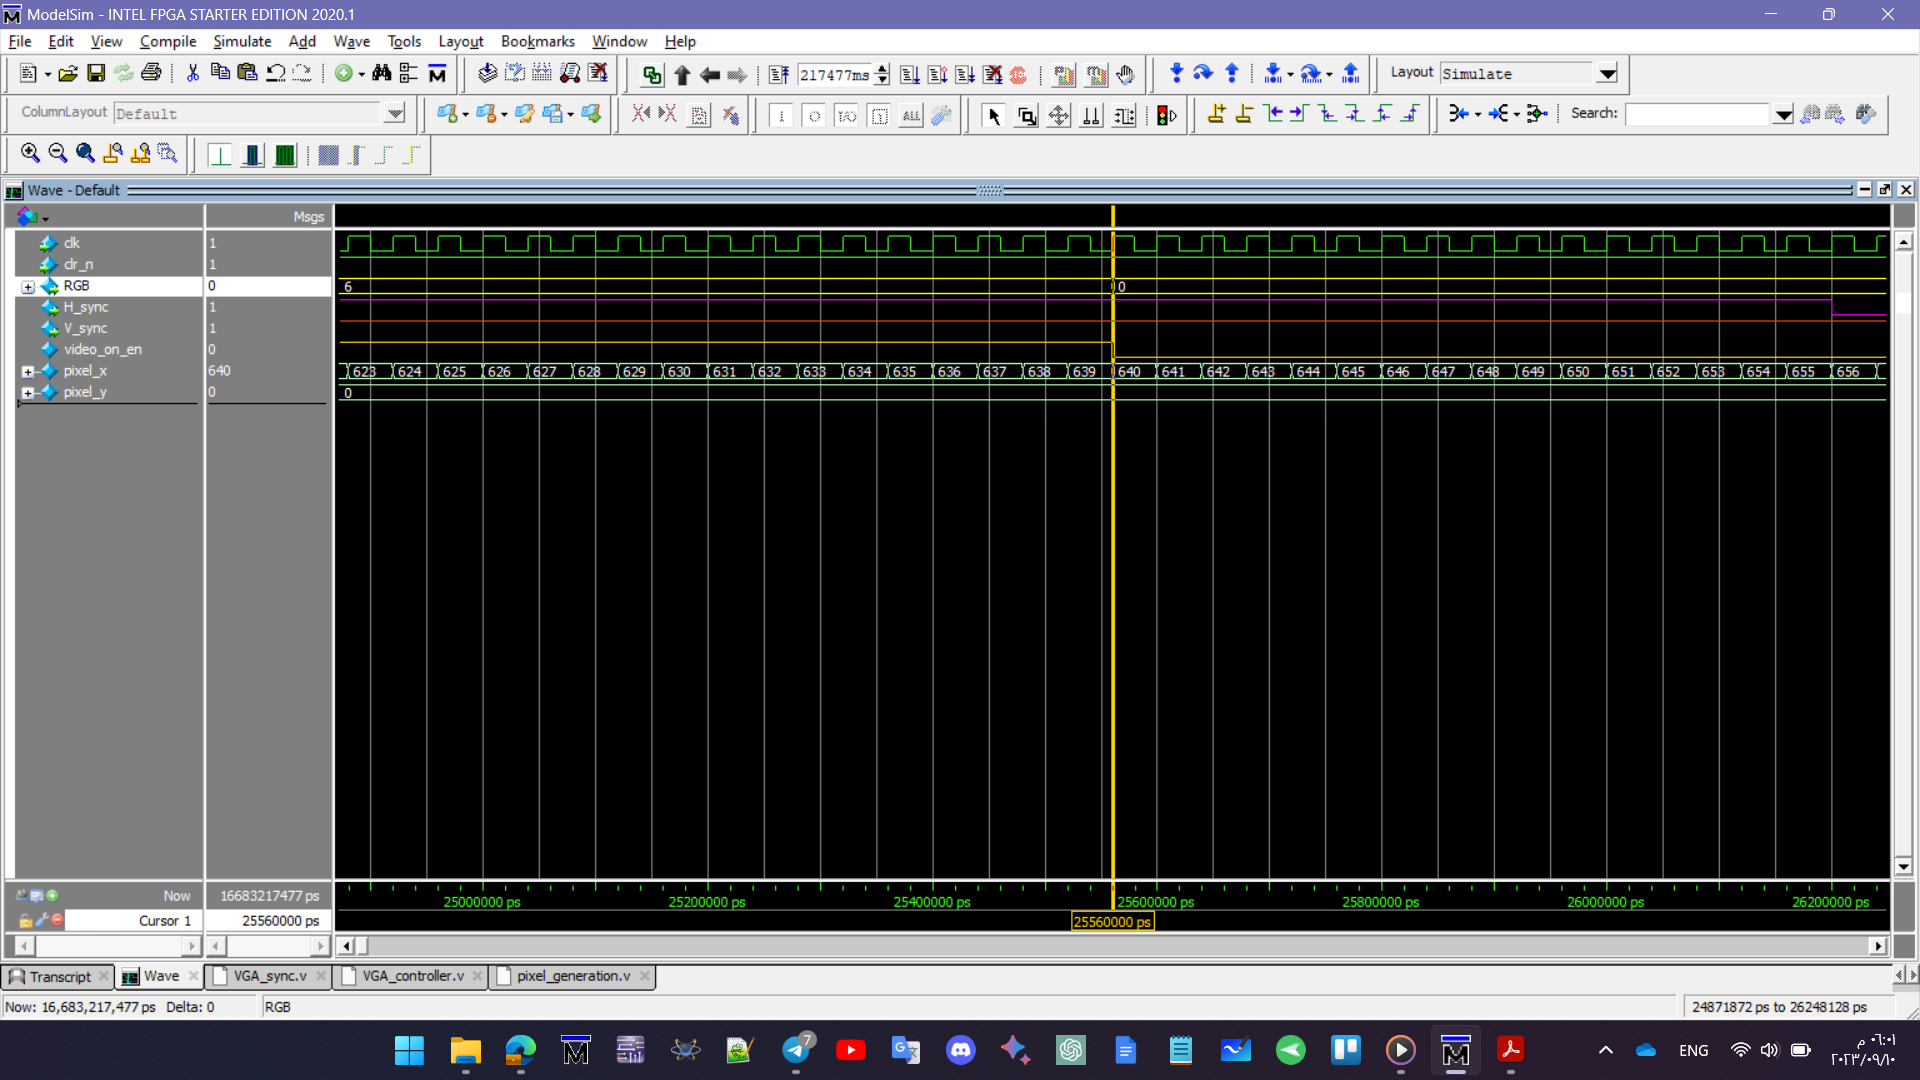 ModelSim - INTEL FPGA STARTER EDITION 2020.1
File Edit View Compile Simulate Add Wave Tools Layout Bookmarks Window Help
217477ms
Layout Simulate
ColumnLayout Default
ALL
Search:
Wave - Default
Msgs
clk 1
clr_n 1
RGB 0 6 0
H_sync 1
V_sync 1
video_on_en 0
pixel_x 640 623 624 625 626 627 628 629 630 631 632 633 634 635 636 637 638 639 640 641 642 643 644 645 646 647 648 649 650 651 652 653 654 655 656
pixel_y 0 0
Now 16683217477 ps 25000000 ps 25200000 ps 25400000 ps 25600000 ps 25800000 ps 26000000 ps 26200000 ps
Cursor 1 25560000 ps 25560000 ps
Transcript Wave VGA_sync.v VGA_controller.v pixel_generation.v
Now: 16,683,217,477 ps Delta: 0 RGB 24871872 ps to 26248128 ps
7
ENG
٠٦:٠١ م
٢٠٢٣/٠٩/١٠